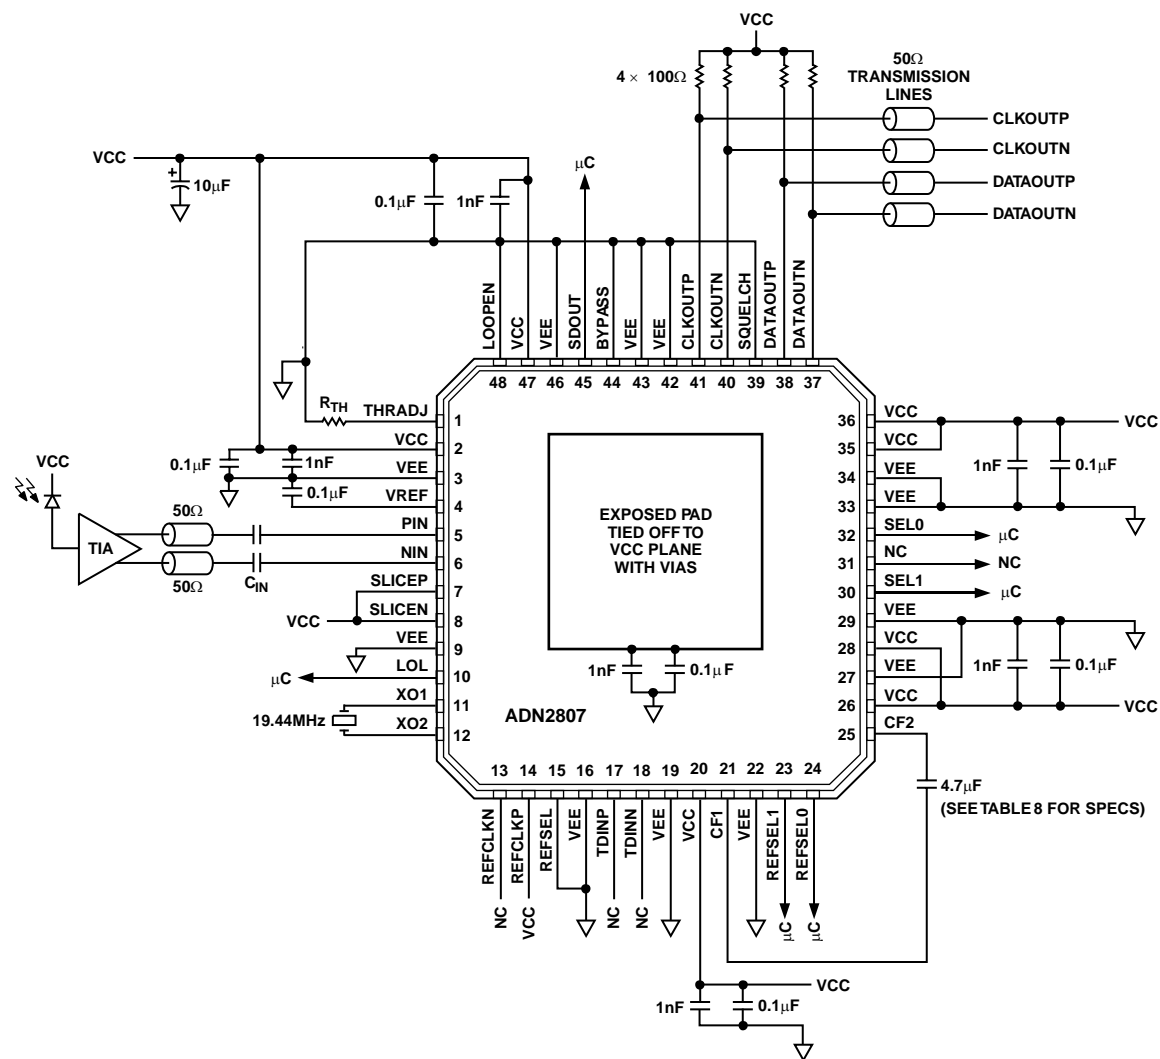 VCC
4 × 100Ω
50Ω
TRANSMISSION
LINES
CLKOUTP
CLKOUTN
DATAOUTP
DATAOUTN
VCC
10μF
0.1μF
1nF
μC
LOOPEN
VCC
VEE
SDOUT
BYPASS
VEE
VEE
CLKOUTP
CLKOUTN
SQUELCH
DATAOUTP
DATAOUTN
48 47 46 45 44 43 42 41 40 39 38 37
RTH
THRADJ 1
VCC 2
0.1μF
1nF
VEE 3
0.1μF
VREF 4
VCC
TIA
50Ω
PIN 5
NIN 6
50Ω
CIN
SLICEP 7
VCC
SLICEN 8
VEE 9
μC
LOL 10
XO1 11
19.44MHz
XO2 12
EXPOSED PAD
TIED OFF TO
VCC PLANE
WITH VIAS
1nF
0.1μF
ADN2807
36 VCC
VCC
35 VCC
34 VEE
1nF
0.1μF
33 VEE
32 SEL0
μC
31 NC
NC
30 SEL1
μC
29 VEE
28 VCC
1nF
0.1μF
27 VEE
26 VCC
VCC
25 CF2
4.7μF
(SEE TABLE 8 FOR SPECS)
13 14 15 16 17 18 19 20 21 22 23 24
REFCLKN
REFCLKP
REFSEL
VEE
TDINP
TDINN
VEE
VCC
CF1
VEE
REFSEL1
REFSEL0
NC
VCC
NC
NC
μC
μC
VCC
1nF
0.1μF